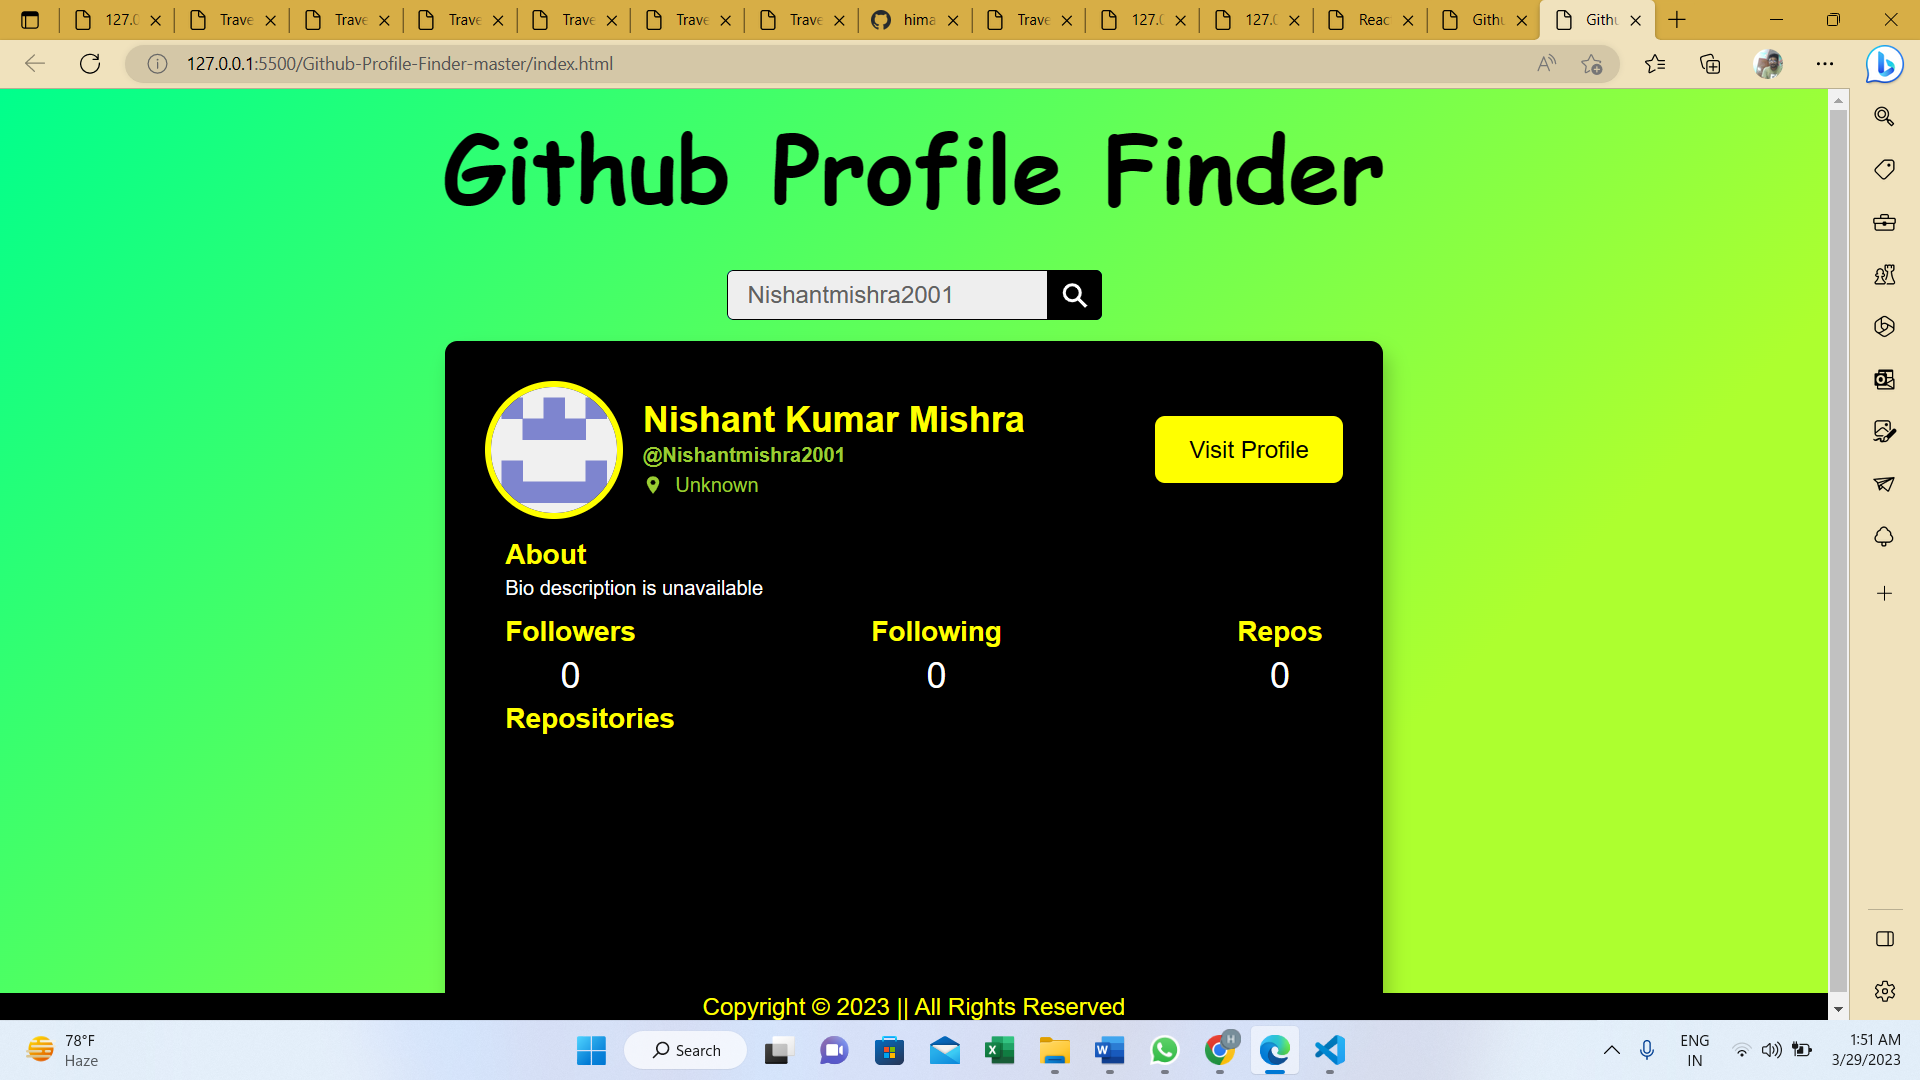 127.0 Trave Trave Trave Trave Trave Trave hima Trave 127.0 127.0 Reac Githu Githu
127.0.0.1:5500/Github-Profile-Finder-master/index.html
Github Profile Finder
Nishantmishra2001
Nishant Kumar Mishra
@Nishantmishra2001
Unknown
Visit Profile
About
Bio description is unavailable
Followers Following Repos
0 0 0
Repositories
Copyright © 2023 || All Rights Reserved
78°F
Haze
Search
H
ENG
IN
1:51 AM
3/29/2023